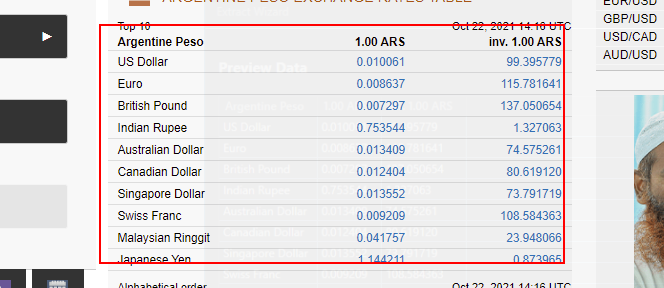 ARGENTINE PESO EXCHANGE RATES TABLE
Top 10 Oct 22, 2021 14:16 UTC
Argentine Peso 1.00 ARS inv. 1.00 ARS
US Dollar 0.010061 99.395779
Euro 0.008637 115.781641
British Pound 0.007297 137.050654
Indian Rupee 0.753544 1.327063
Australian Dollar 0.013409 74.575261
Canadian Dollar 0.012404 80.619120
Singapore Dollar 0.013552 73.791719
Swiss Franc 0.009209 108.584363
Malaysian Ringgit 0.041757 23.948066
Japanese Yen 1.144211 0.873965
Alphabetical order Oct 22, 2021 14:16 UTC
EUR/USD
GBP/USD
USD/CAD
AUD/USD
Preview Data